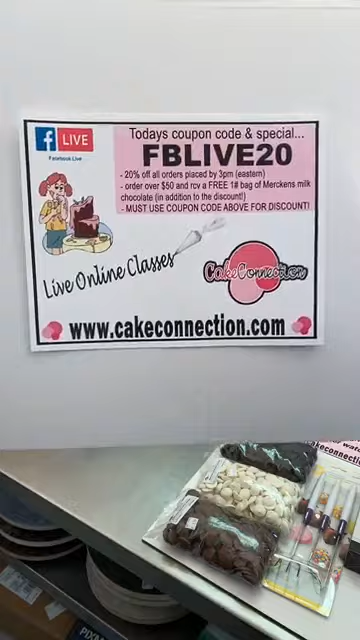 f LIVE
Facebook Live
Todays coupon code & special...
FBLIVE20
- 20% off all orders placed by 3pm (eastern)
- order over $50 and rcv a FREE 1# bag of Merckens milk
chocolate (in addition to the discount!)
- MUST USE COUPON CODE ABOVE FOR DISCOUNT!
Live Online Classes
CakeConnection
www.cakeconnection.com